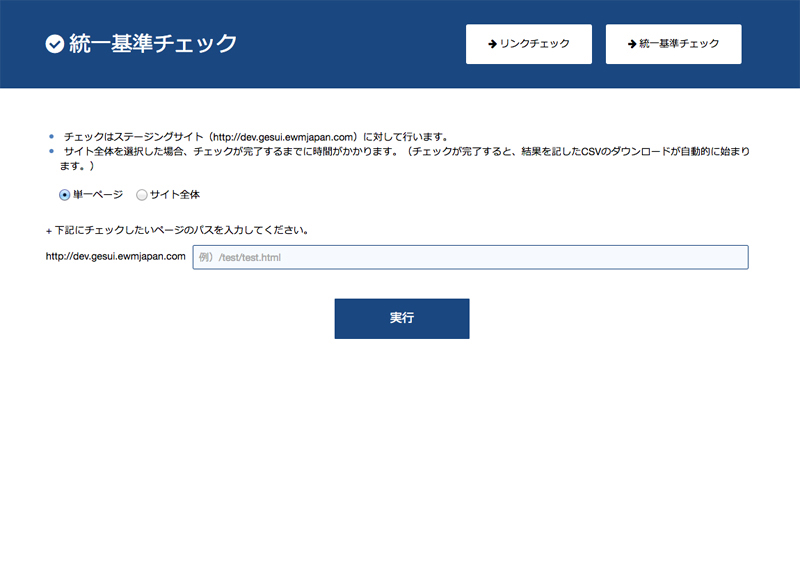 統一基準チェック
リンクチェック
統一基準チェック
チェックはステージングサイト（http://dev.gesui.ewmjapan.com）に対して行います。
サイト全体を選択した場合、チェックが完了するまでに時間がかかります。（チェックが完了すると、結果を記したCSVのダウンロードが自動的に始まり
ます。）
単一ページ サイト全体
+ 下記にチェックしたいページのパスを入力してください。
http://dev.gesui.ewmjapan.com 例）/test/test.html
実行